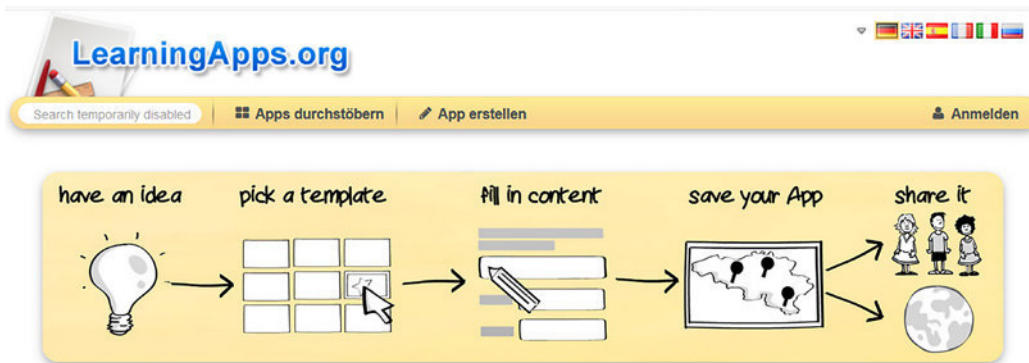 LearningApps.org
Search temporarily disabled
Apps durchstöbern
App erstellen
Anmelden
have an idea
pick a template
fill in content
save your App
share it